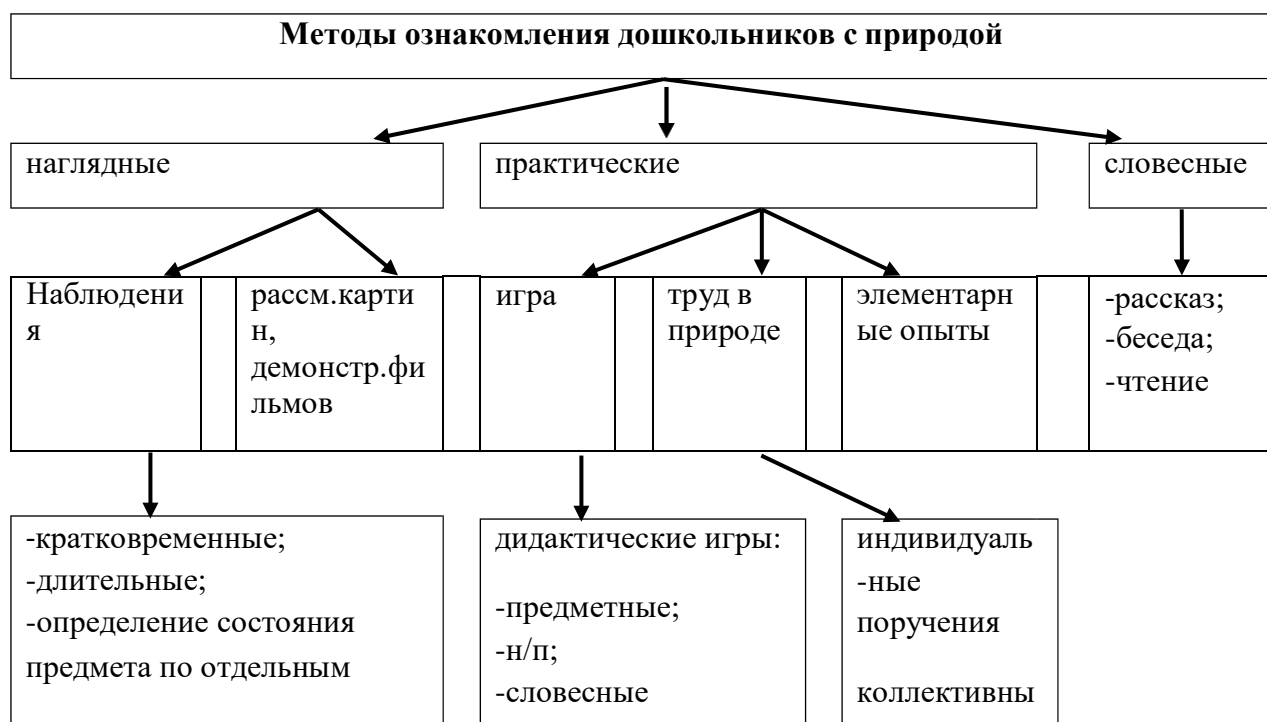 Методы ознакомления дошкольников с природой
наглядные
практические
словесные
Наблюдени
я
рассм.карти
н,
демонстр.фи
льмов
игра
труд в
природе
элементарн
ые опыты
-рассказ;
-беседа;
-чтение
-кратковременные;
-длительные;
-определение состояния
предмета по отдельным
дидактические игры:
-предметные;
-н/п;
-словесные
индивидуаль
-ные
поручения
коллективны